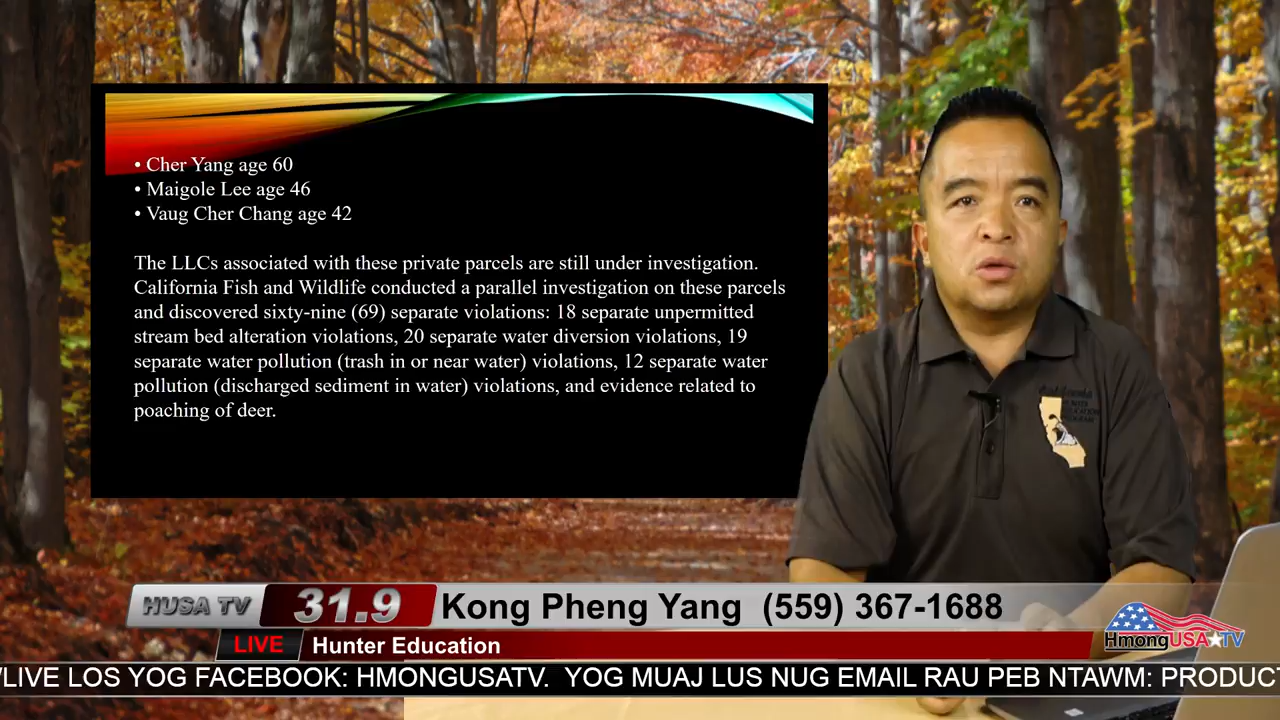 • Cher Yang age 60
• Maigole Lee age 46
• Vaug Cher Chang age 42
The LLCs associated with these private parcels are still under investigation.
California Fish and Wildlife conducted a parallel investigation on these parcels
and discovered sixty-nine (69) separate violations: 18 separate unpermitted
stream bed alteration violations, 20 separate water diversion violations, 19
separate water pollution (trash in or near water) violations, 12 separate water
pollution (discharged sediment in water) violations, and evidence related to
poaching of deer.
California
HUSA TV 31.9 Kong Pheng Yang (559) 367-1688
LIVE Hunter Education
HmongUSA★TV
/LIVE LOS YOG FACEBOOK: HMONGUSATV. YOG MUAJ LUS NUG EMAIL RAU PEB NTAWM: PRODUC